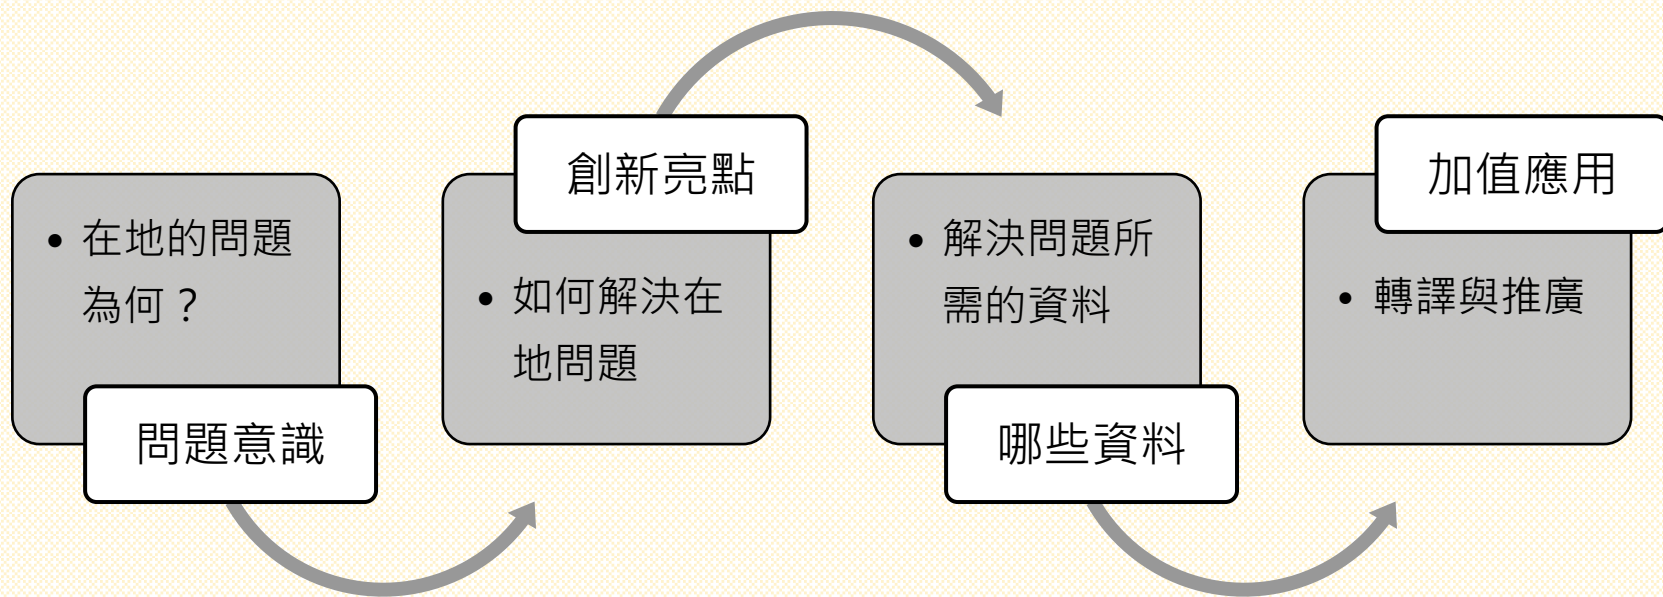 • 在地的問題
為何？
問題意識
創新亮點
• 如何解決在
地問題
• 解決問題所
需的資料
哪些資料
加值應用
• 轉譯與推廣